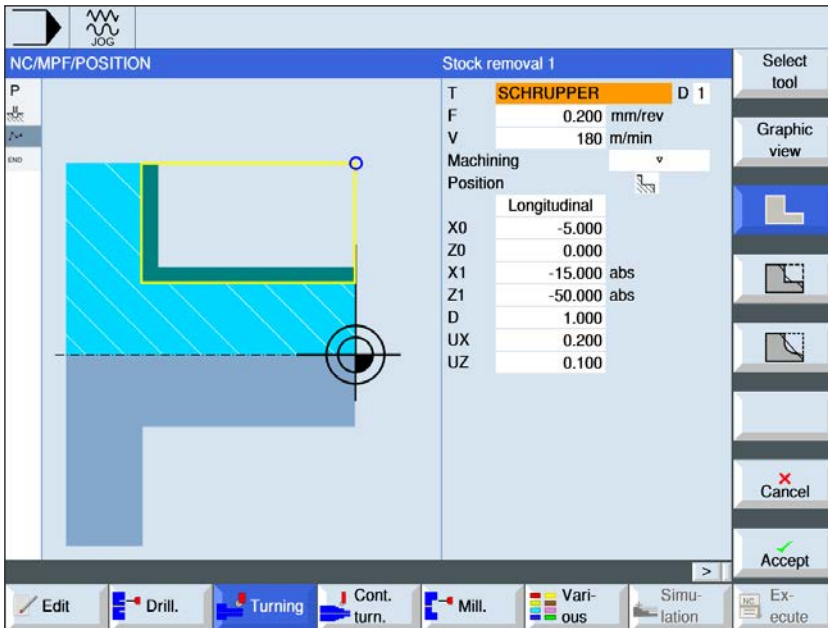 JOG
NC/MPF/POSITION
Stock removal 1
Select
tool
P
T SCHRUPPER D 1
F 0.200 mm/rev
V 180 m/min
Graphic
view
END
Machining ▿
Position
Longitudinal
X0 -5.000
Z0 0.000
X1 -15.000 abs
Z1 -50.000 abs
D 1.000
UX 0.200
UZ 0.100
Cancel
Accept
>
Edit
Drill.
Turning
Cont.
turn.
Mill.
Vari-
ous
Simu-
lation
NC
Ex-
ecute